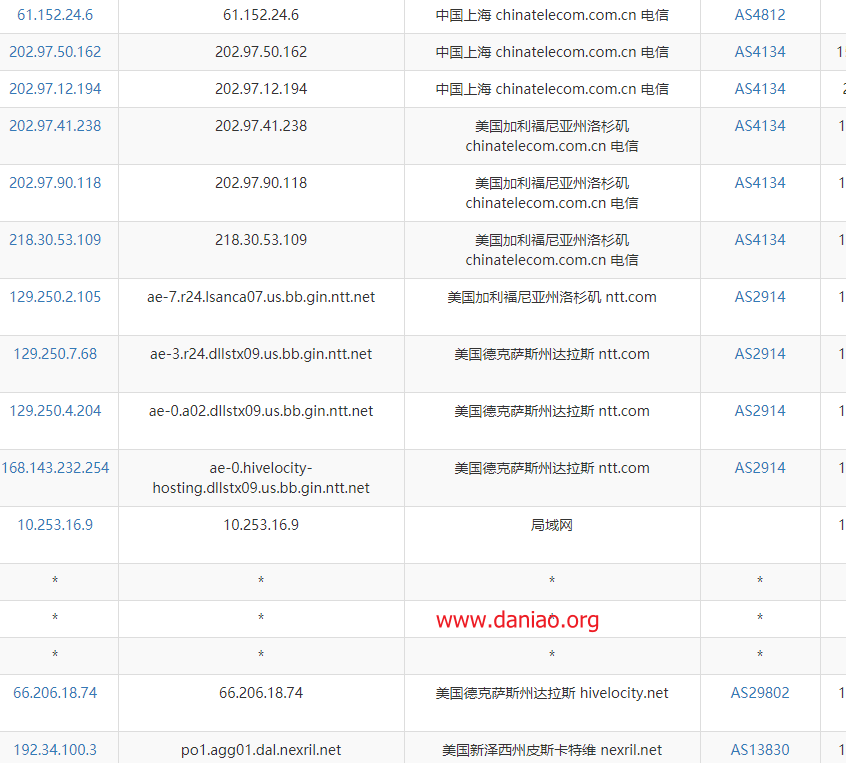 61.152.24.6 61.152.24.6 中国上海 chinatelecom.com.cn 电信 AS4812
202.97.50.162 202.97.50.162 中国上海 chinatelecom.com.cn 电信 AS4134
202.97.12.194 202.97.12.194 中国上海 chinatelecom.com.cn 电信 AS4134
202.97.41.238 202.97.41.238 美国加利福尼亚州洛杉矶 AS4134
chinatelecom.com.cn 电信
202.97.90.118 202.97.90.118 美国加利福尼亚州洛杉矶 AS4134
chinatelecom.com.cn 电信
218.30.53.109 218.30.53.109 美国加利福尼亚州洛杉矶 AS4134
chinatelecom.com.cn 电信
129.250.2.105 ae-7.r24.lsanca07.us.bb.gin.ntt.net 美国加利福尼亚州洛杉矶 ntt.com AS2914
129.250.7.68 ae-3.r24.dllstx09.us.bb.gin.ntt.net 美国德克萨斯州达拉斯 ntt.com AS2914
129.250.4.204 ae-0.a02.dllstx09.us.bb.gin.ntt.net 美国德克萨斯州达拉斯 ntt.com AS2914
168.143.232.254 ae-0.hivelocity- 美国德克萨斯州达拉斯 ntt.com AS2914
hosting.dllstx09.us.bb.gin.ntt.net
10.253.16.9 10.253.16.9 局域网
* * * *
* * * *
www.daniao.org
* * * *
66.206.18.74 66.206.18.74 美国德克萨斯州达拉斯 hivelocity.net AS29802
192.34.100.3 po1.agg01.dal.nexril.net 美国新泽西州皮斯卡特维 nexril.net AS13830